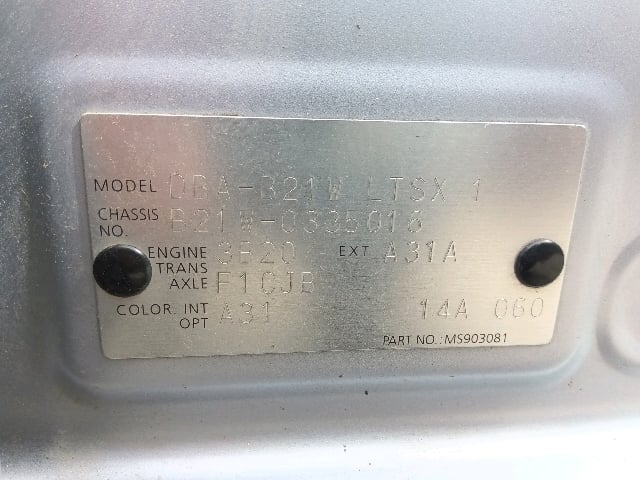 MODEL DBA-B21W LTSX 1
CHASSIS NO. B21W-0335016
ENGINE 3B20 EXT A31A
TRANS AXLE F1CJB
COLOR. INT OPT A31 14A 060
PART NO.:MS903081